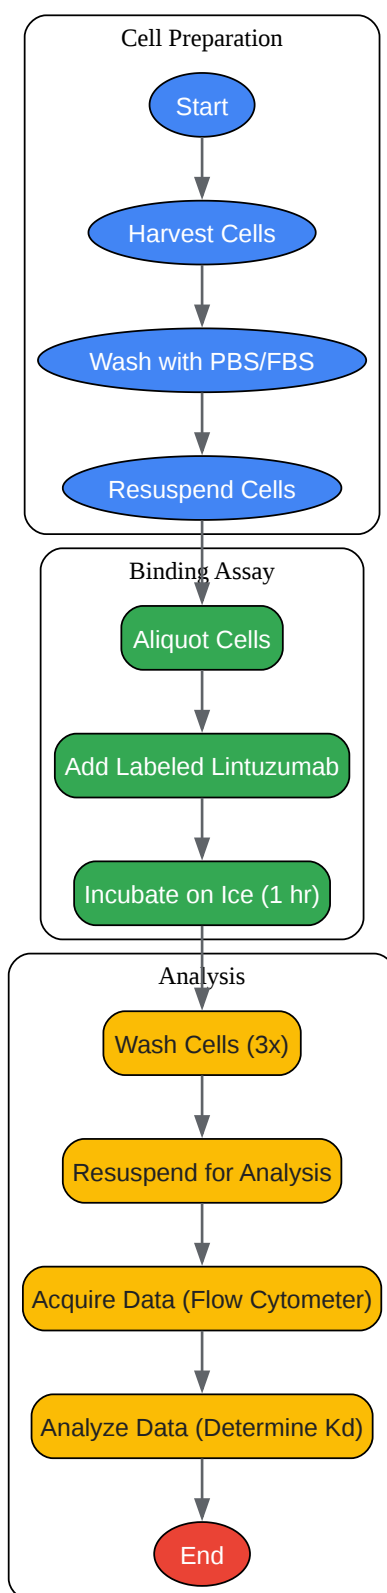 Cell Preparation
Start
Harvest Cells
Wash with PBS/FBS
Resuspend Cells
Binding Assay
Aliquot Cells
Add Labeled Lintuzumab
Incubate on Ice (1 hr)
Analysis
Wash Cells (3x)
Resuspend for Analysis
Acquire Data (Flow Cytometer)
Analyze Data (Determine Kd)
End